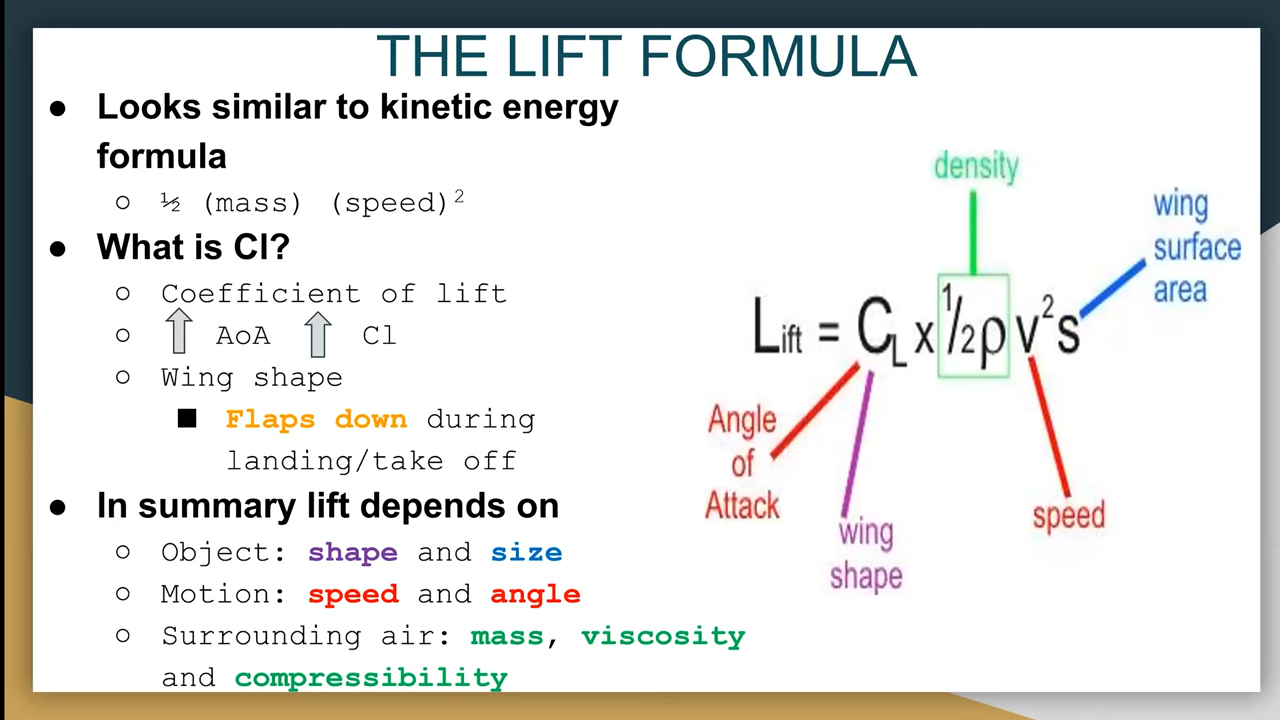 THE LIFT FORMULA
● Looks similar to kinetic energy
formula
○ ½ (mass) (speed)²
● What is Cl?
○ Coefficient of lift
○ AoA Cl
○ Wing shape
■ Flaps down during
landing/take off
● In summary lift depends on
○ Object: shape and size
○ Motion: speed and angle
○ Surrounding air: mass, viscosity
and compressibility
density
wing
surface
area
Lift = CL x ½ρ v²s
Angle
of
Attack
wing
shape
speed